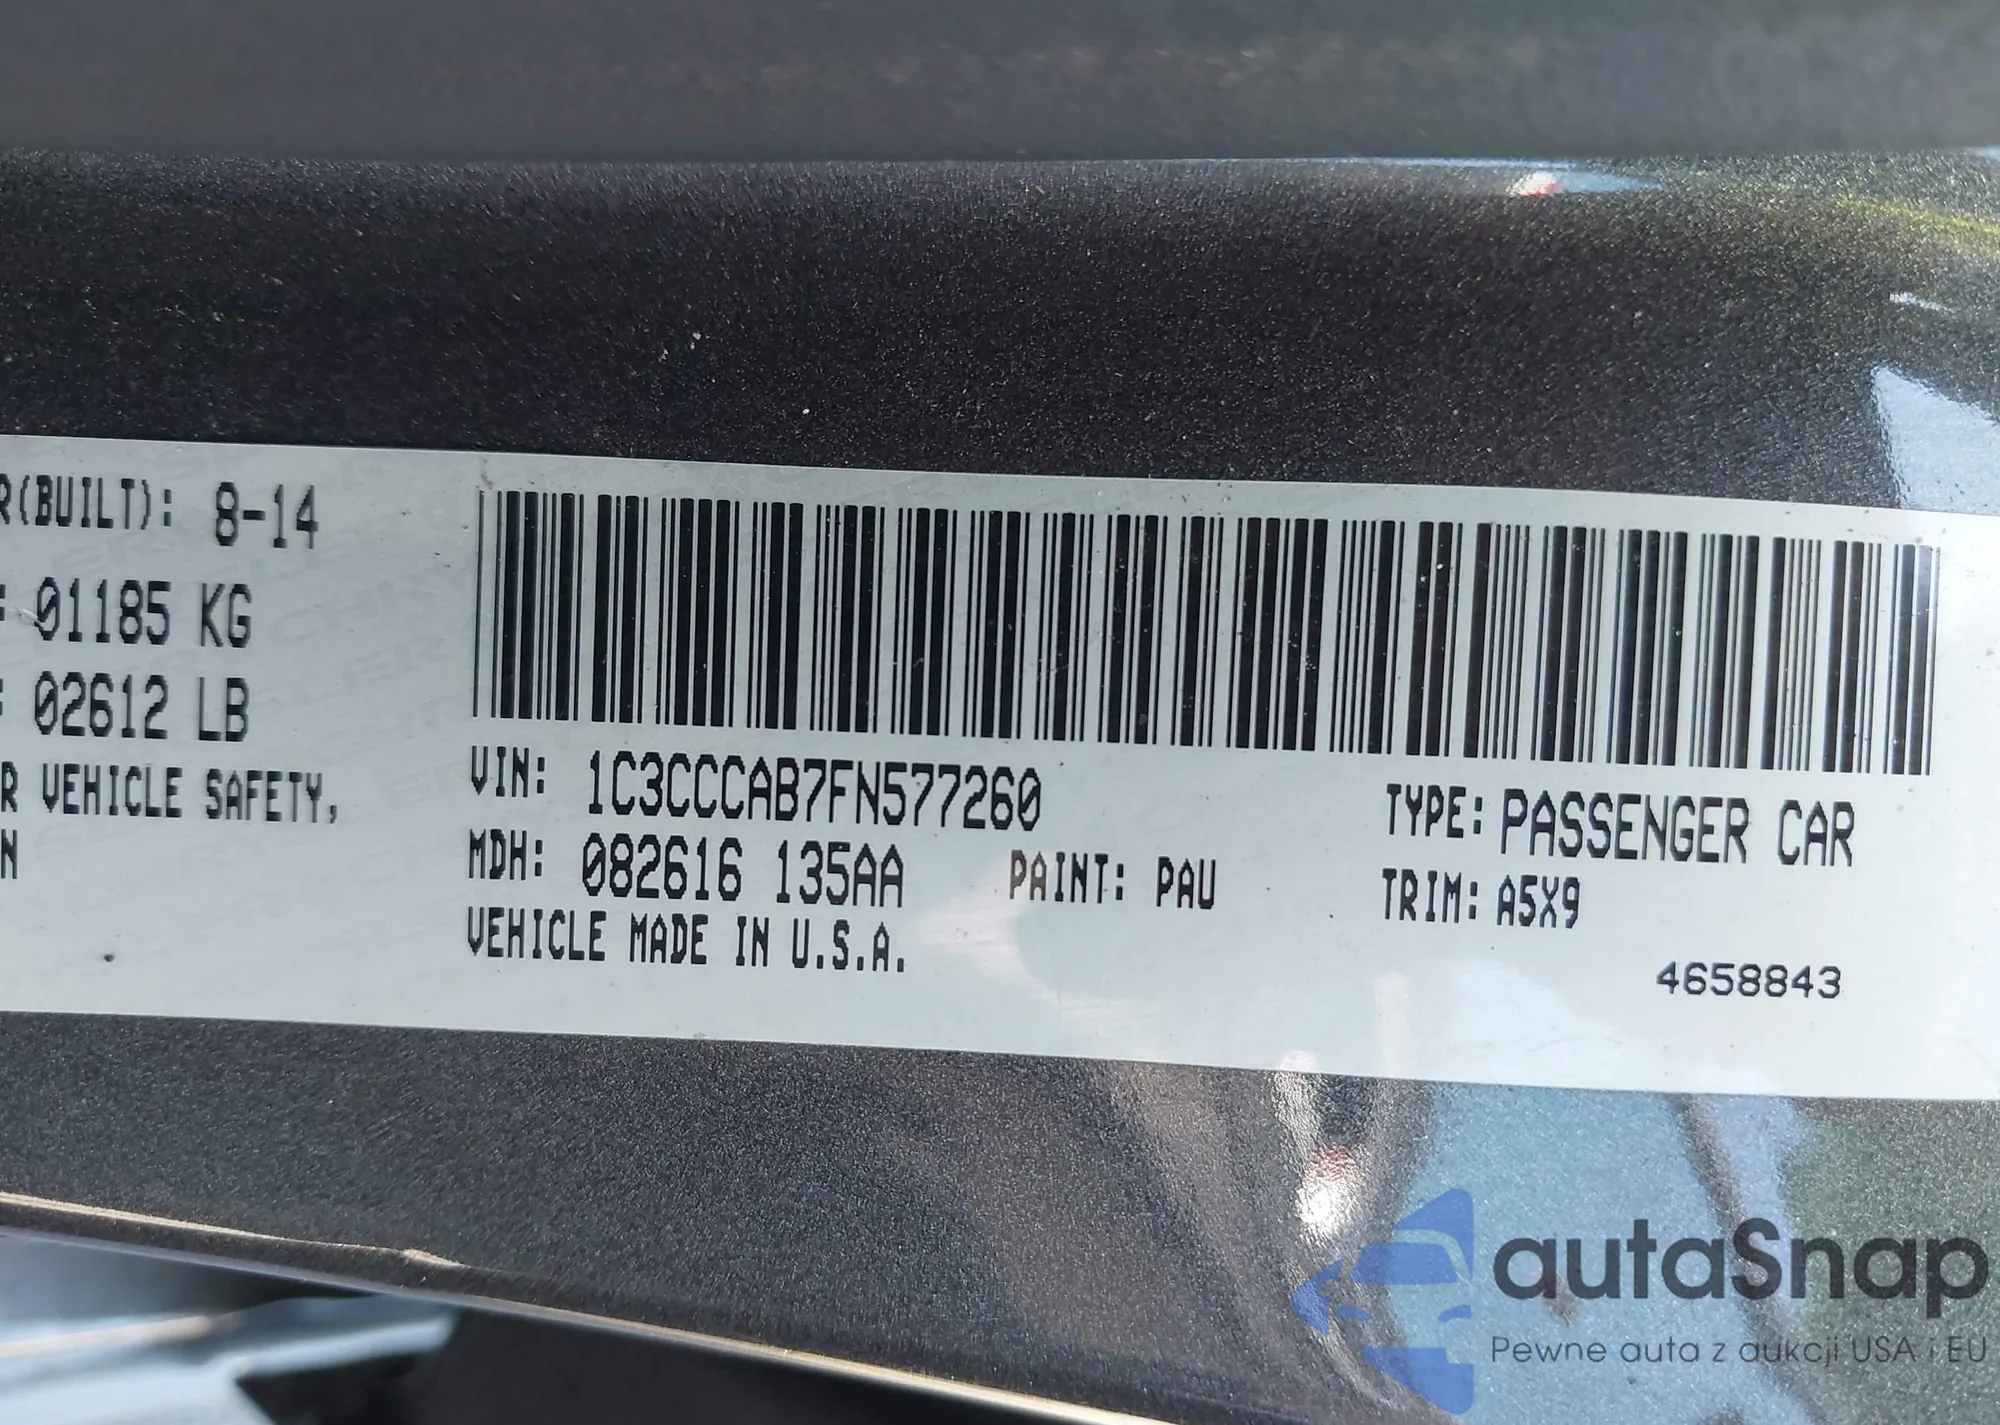 R(BUILT): 8-14
: 01185 KG
: 02612 LB
R VEHICLE SAFETY,
N
VIN: 1C3CCCAB7FN577260
TYPE: PASSENGER CAR
MDH: 082616 135AA
PAINT: PAU
TRIM: A5X9
VEHICLE MADE IN U.S.A.
4658843
autaSnap
Pewne auta z aukcji USA i EU